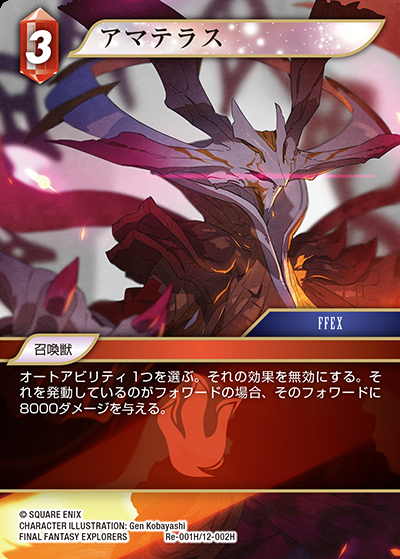 3
アマテラス
FFEX
召喚獣
オートアビリティ1つを選ぶ。それの効果を無効にする。そ
れを発動しているのがフォワードの場合、そのフォワードに
8000ダメージを与える。
© SQUARE ENIX
CHARACTER ILLUSTRATION: Gen Kobayashi
FINAL FANTASY EXPLORERS
Re-001H/12-002H